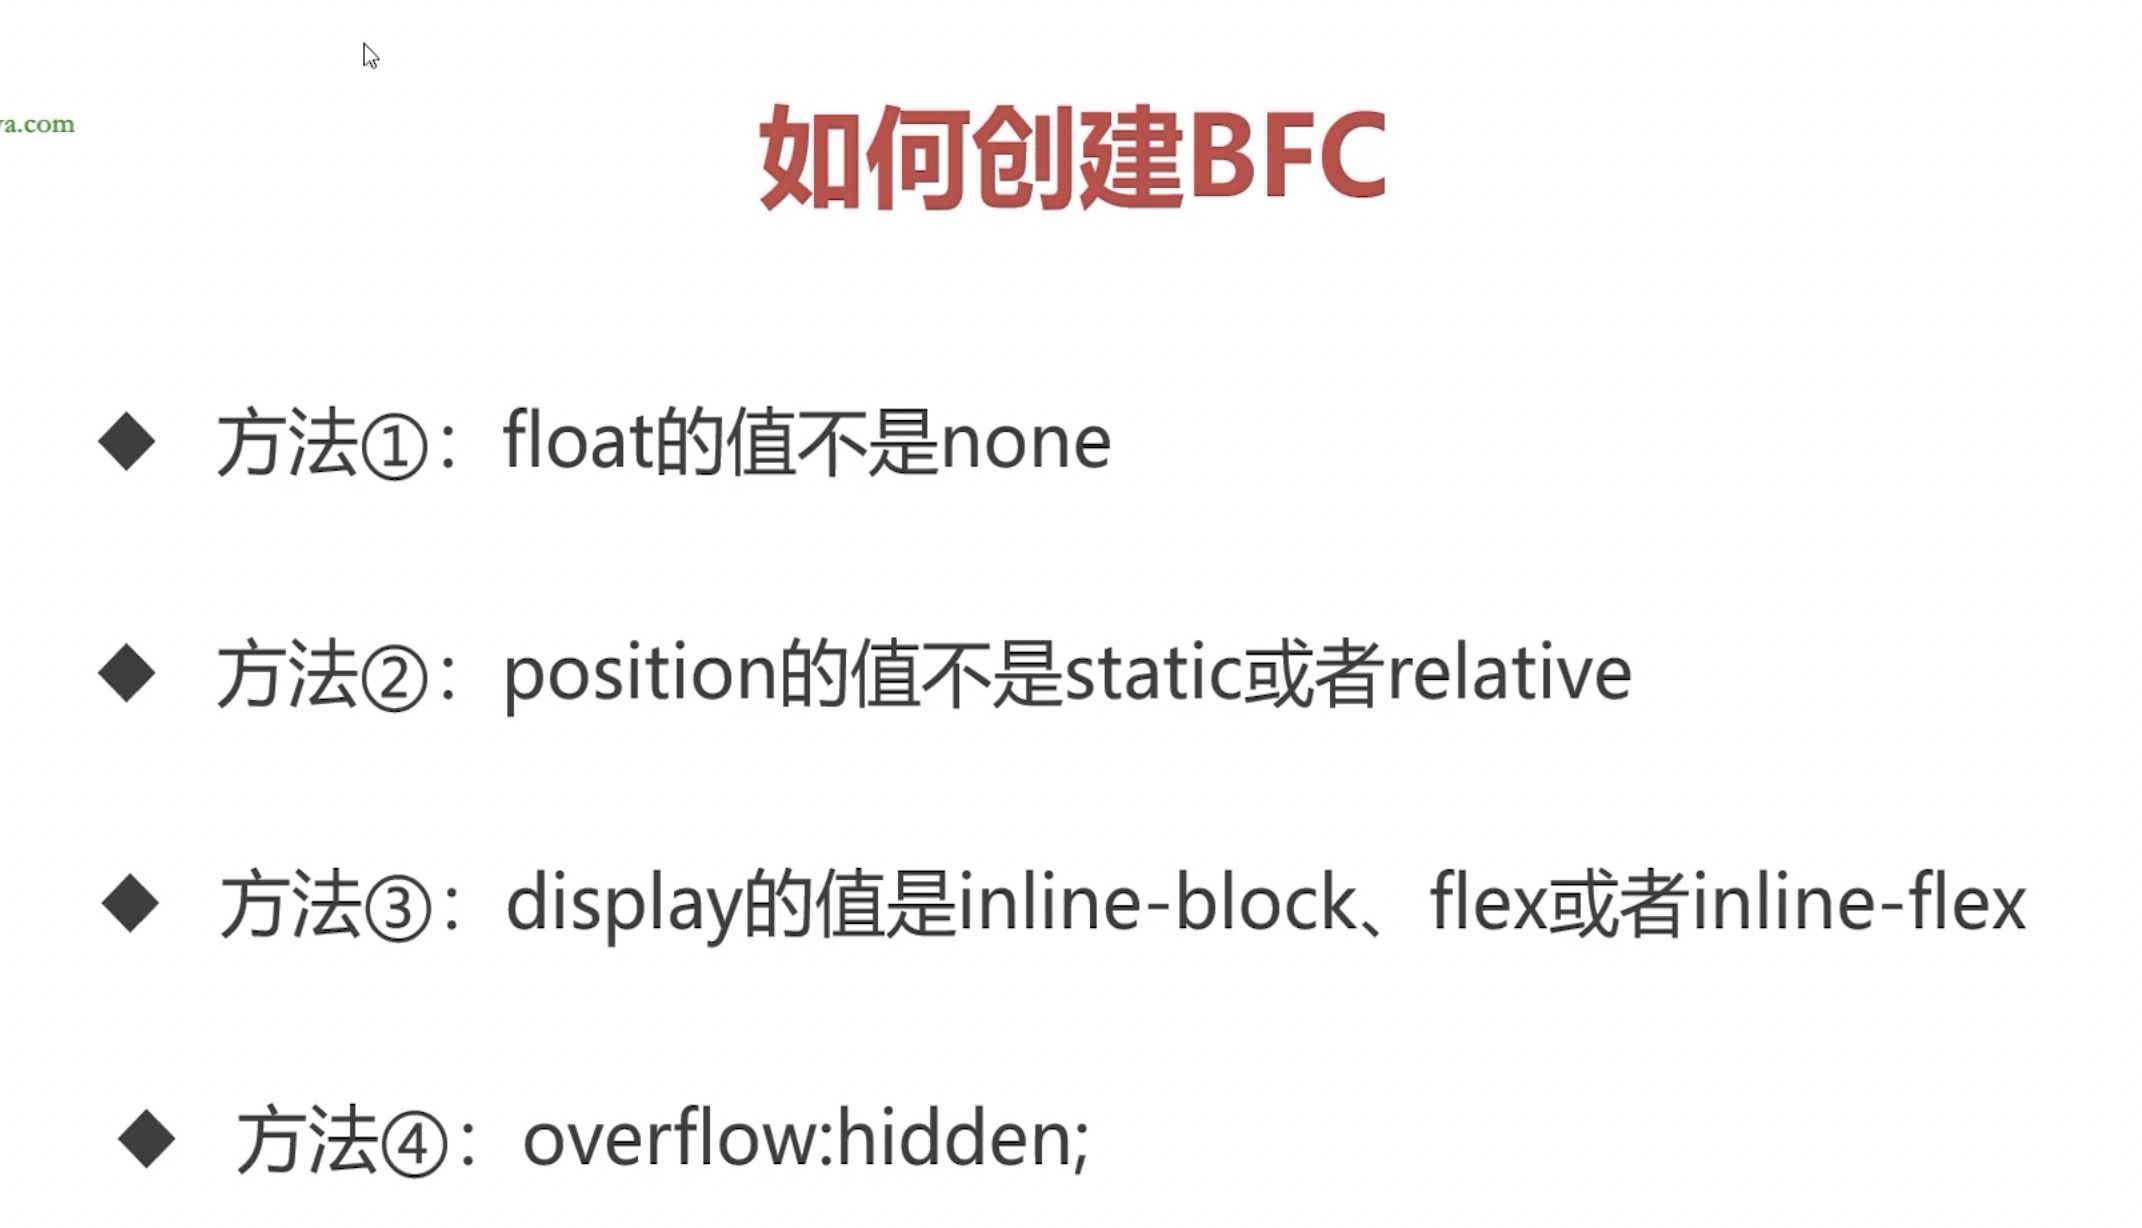 如何创建BFC
方法①：float的值不是none
方法②：position的值不是static或者relative
方法③：display的值是inline-block、flex或者inline-flex
方法④：overflow:hidden;